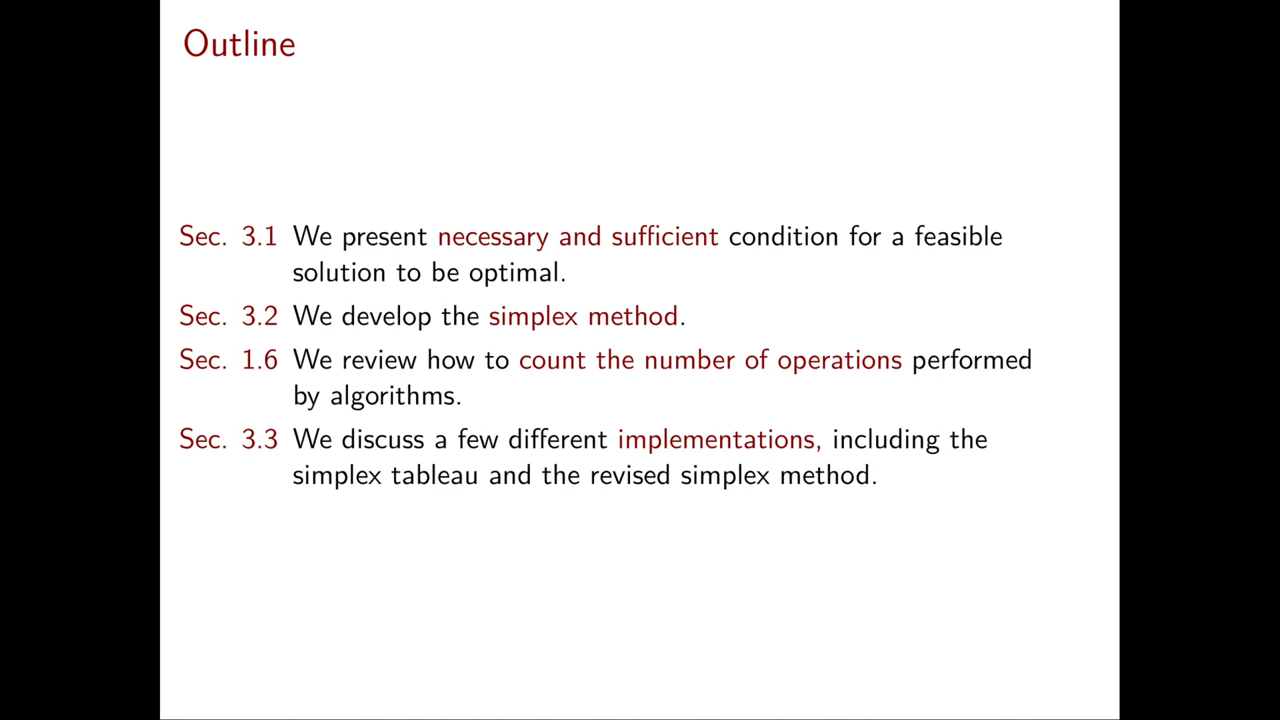 Outline
Sec. 3.1 We present necessary and sufficient condition for a feasible
solution to be optimal.
Sec. 3.2 We develop the simplex method.
Sec. 1.6 We review how to count the number of operations performed
by algorithms.
Sec. 3.3 We discuss a few different implementations, including the
simplex tableau and the revised simplex method.